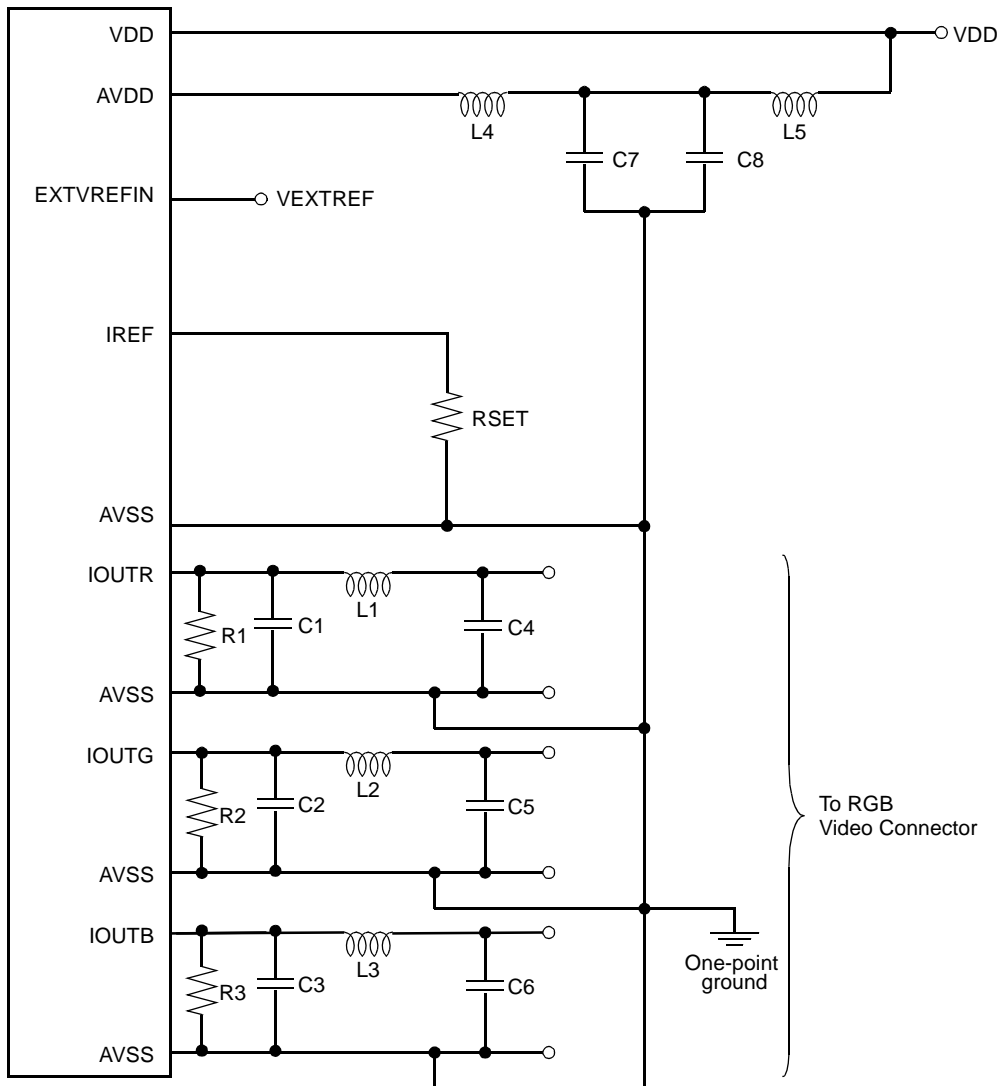 VDD
VDD
AVDD
L4
L5
C7
C8
EXTVREFIN
VEXTREF
IREF
RSET
AVSS
IOUTR
L1
R1
C1
C4
AVSS
IOUTG
L2
R2
C2
C5
To RGB
Video Connector
AVSS
IOUTB
L3
One-point
ground
R3
C3
C6
AVSS